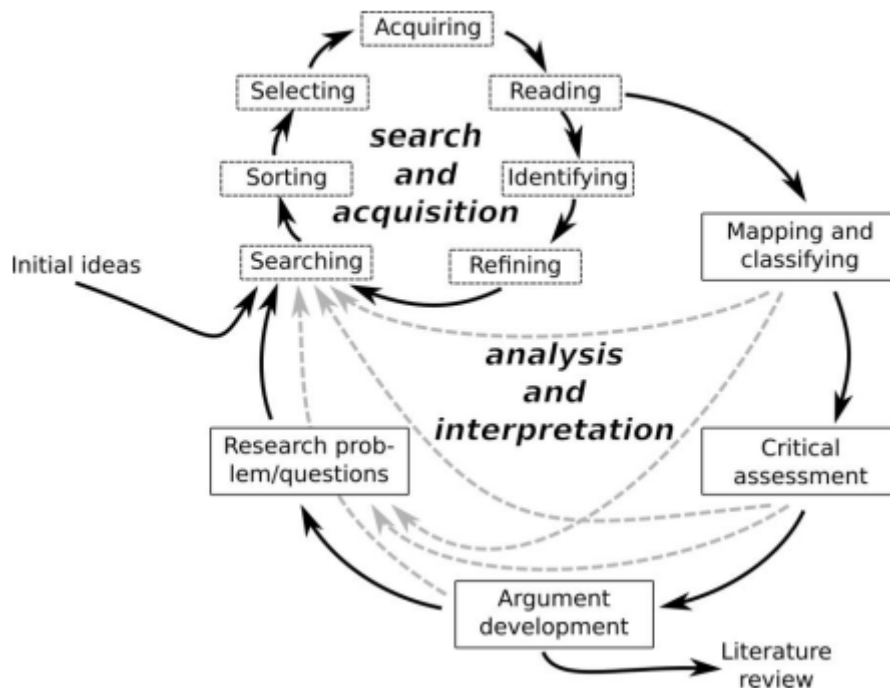 Acquiring
Selecting
Reading
search
and
acquisition
Sorting
Identifying
Initial ideas
Searching
Refining
Mapping and
classifying
analysis
and
interpretation
Research prob-
lem/questions
Critical
assessment
Argument
development
Literature
review